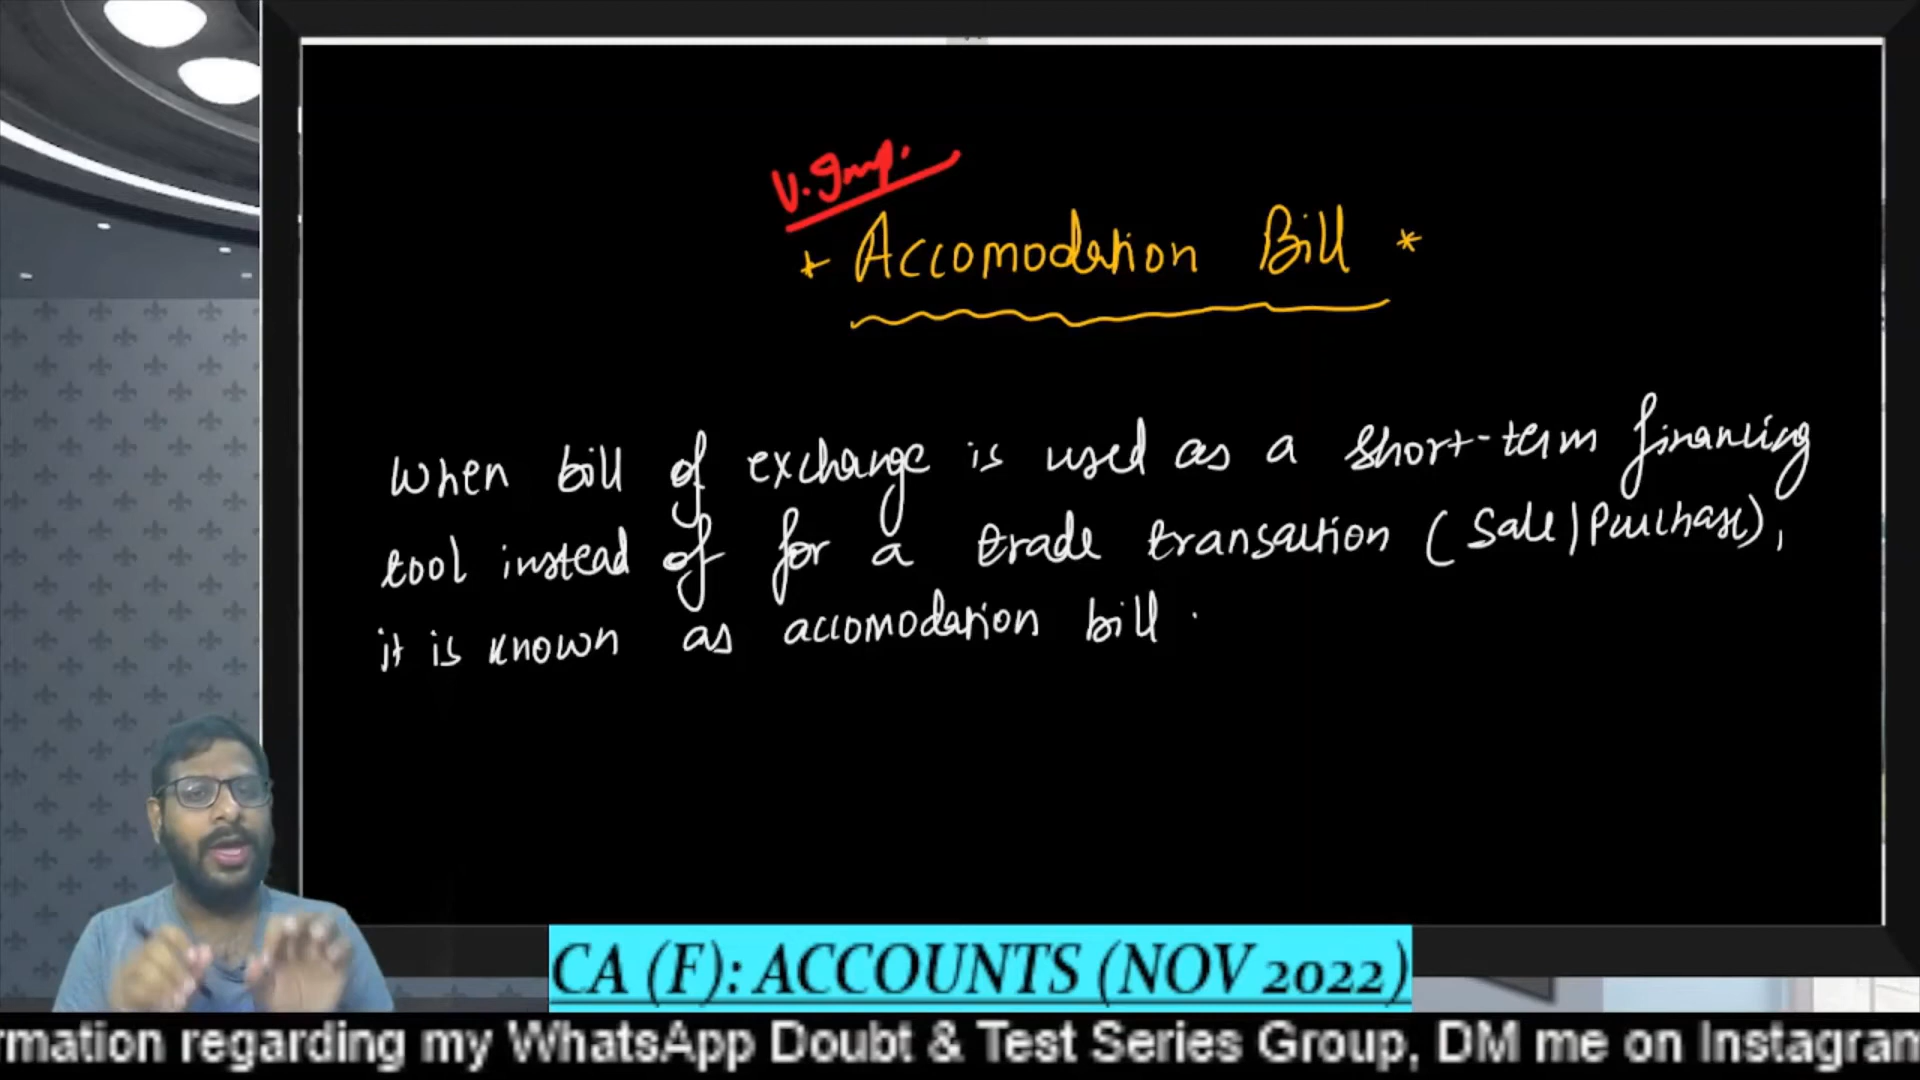 V. Imp.
* Accomodation Bill *
When bill of exchange is used as a short-term financing
tool instead of for a trade transaction (Sale/Purchase),
it is known as accomodation bill.
CA (F): ACCOUNTS (NOV 2022)
rmation regarding my WhatsApp Doubt & Test Series Group, DM me on Instagram